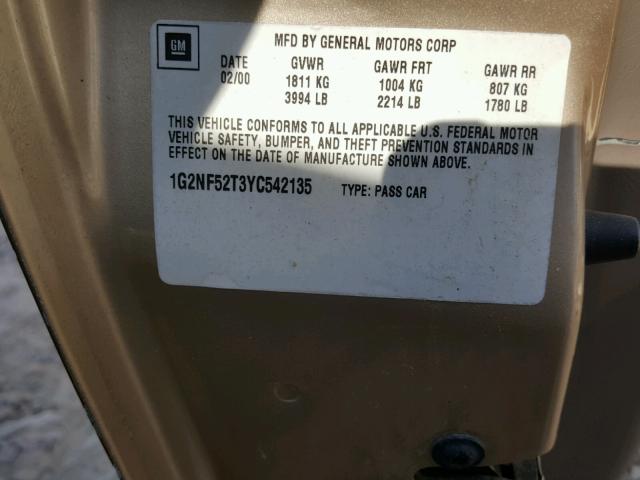 GM
MFD BY GENERAL MOTORS CORP
DATE GVWR GAWR FRT GAWR RR
02/00 1811 KG 1004 KG 807 KG
3994 LB 2214 LB 1780 LB
THIS VEHICLE CONFORMS TO ALL APPLICABLE U.S. FEDERAL MOTOR
VEHICLE SAFETY, BUMPER, AND THEFT PREVENTION STANDARDS IN
EFFECT ON THE DATE OF MANUFACTURE SHOWN ABOVE.
1G2NF52T3YC542135 TYPE: PASS CAR